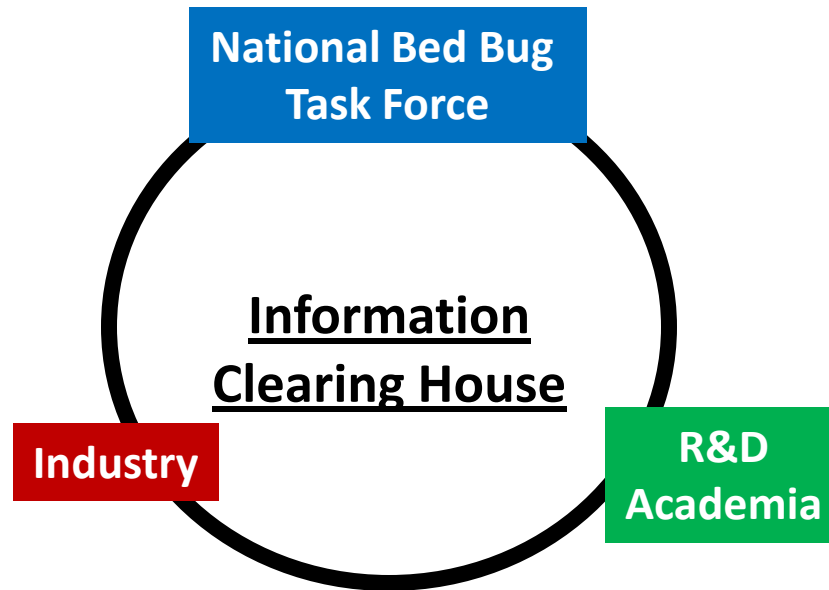 National Bed Bug
Task Force
Information
Clearing House
Industry
R&D
Academia